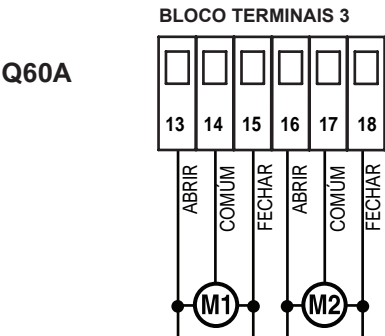 BLOCO TERMINAIS 3
Q60A
13 14 15 16 17 18
ABRIR COMÚM FECHAR ABRIR COMÚM FECHAR
M1 M2